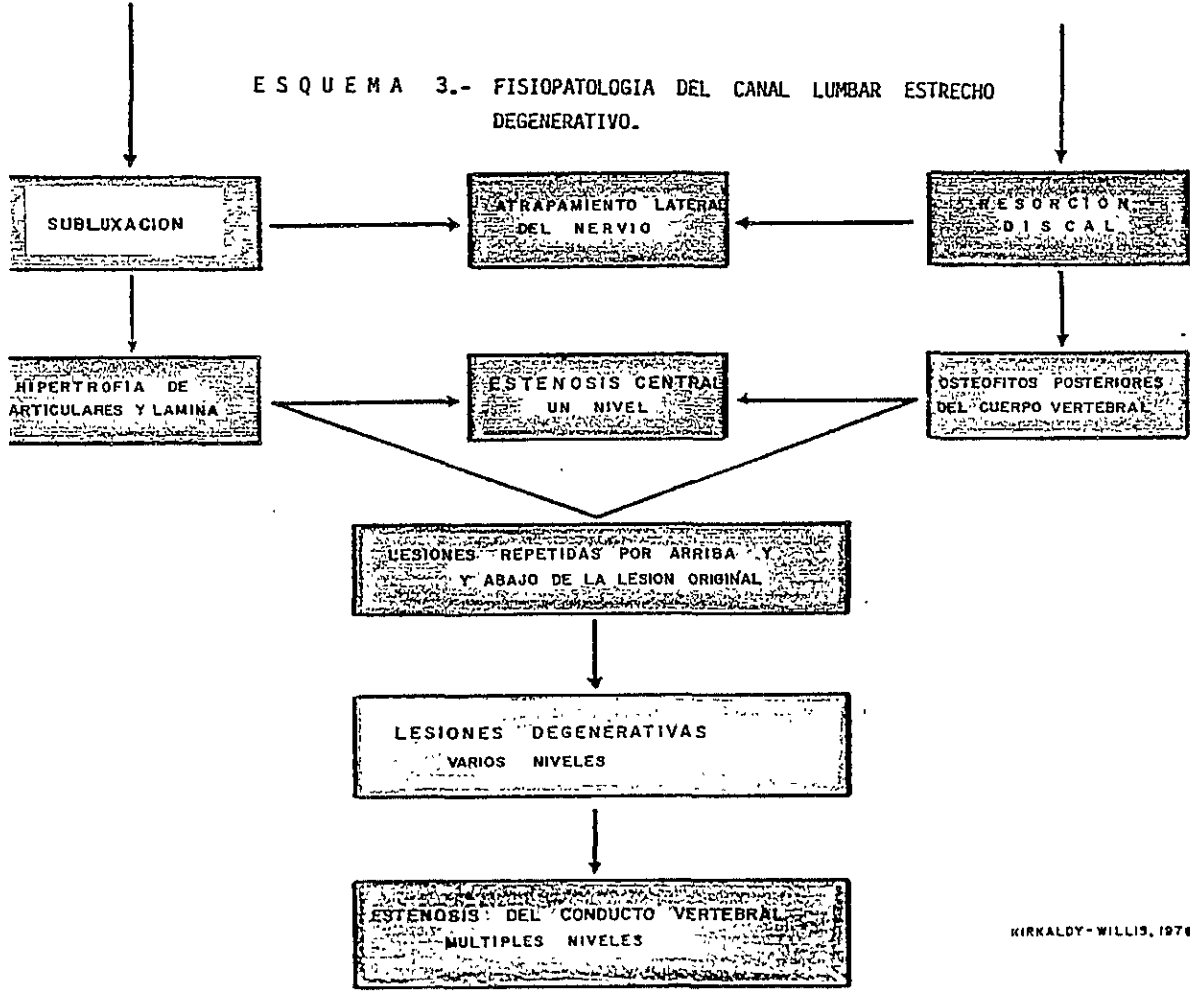 E S Q U E M A 3.- FISIOPATOLOGIA DEL CANAL LUMBAR ESTRECHO
DEGENERATIVO.
SUBLUXACION
ATRAPAMIENTO LATERAL
DEL NERVIO
RESORCION
DISCAL
HIPERTROFIA DE
ARTICULARES Y LAMINA
ESTENOSIS CENTRAL
UN NIVEL
OSTEOFITOS POSTERIORES
DEL CUERPO VERTEBRAL
LESIONES REPETIDAS POR ARRIBA Y
Y ABAJO DE LA LESION ORIGINAL
LESIONES DEGENERATIVAS
VARIOS NIVELES
ESTENOSIS DEL CONDUCTO VERTEBRAL
MULTIPLES NIVELES
KIRKALDY-WILLIS,